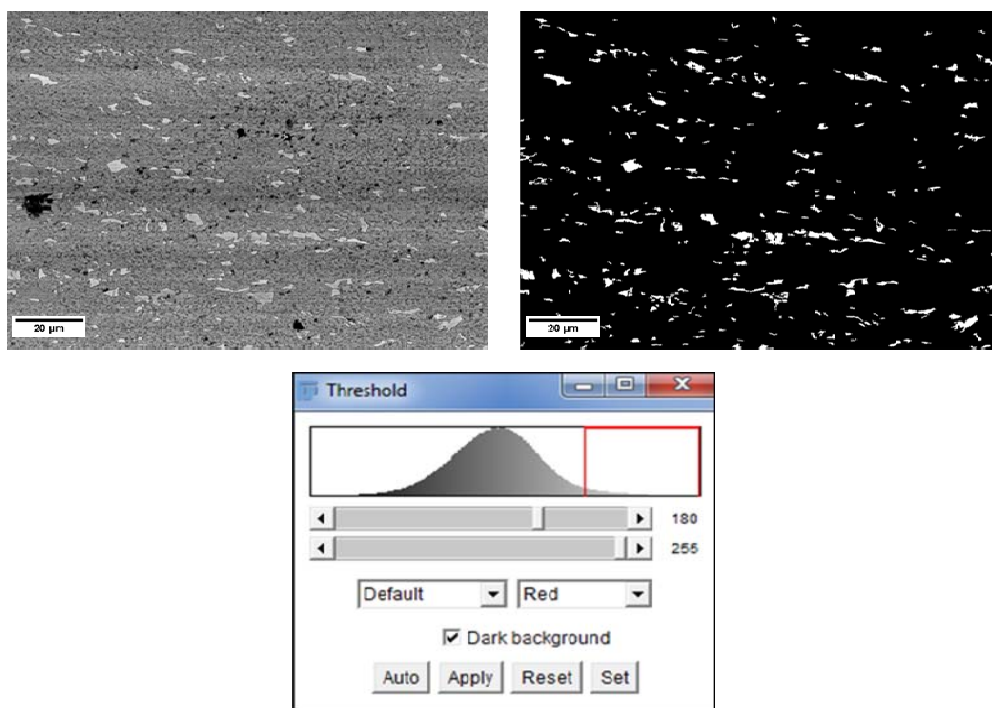 20 µm
20 µm
Threshold
180
255
Default
Red
Dark background
Auto Apply Reset Set